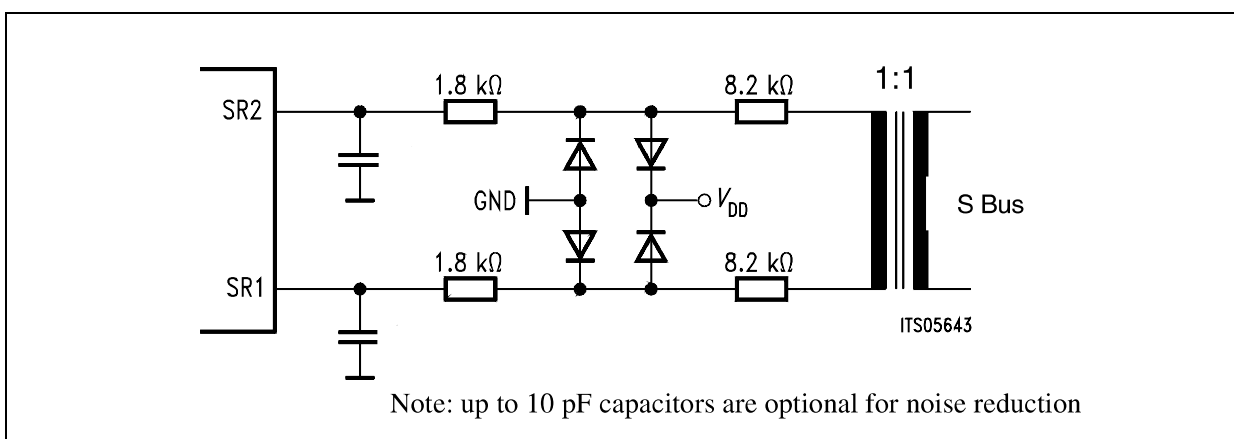 1.8 kΩ
8.2 kΩ
1:1
SR2
GND
VDD
S Bus
1.8 kΩ
8.2 kΩ
SR1
ITS05643
Note: up to 10 pF capacitors are optional for noise reduction